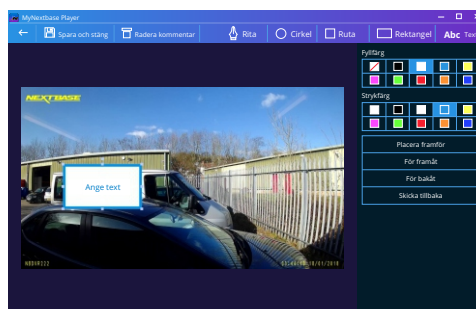 MyNextbase Player
Spara och stäng
Radera kommentar
Rita
Cirkel
Ruta
Rektangel
Abc Tex
Fyllfärg
Strykfärg
Placera framför
För framåt
För bakåt
Skicka tillbaka
NEXTBASE
Ange text